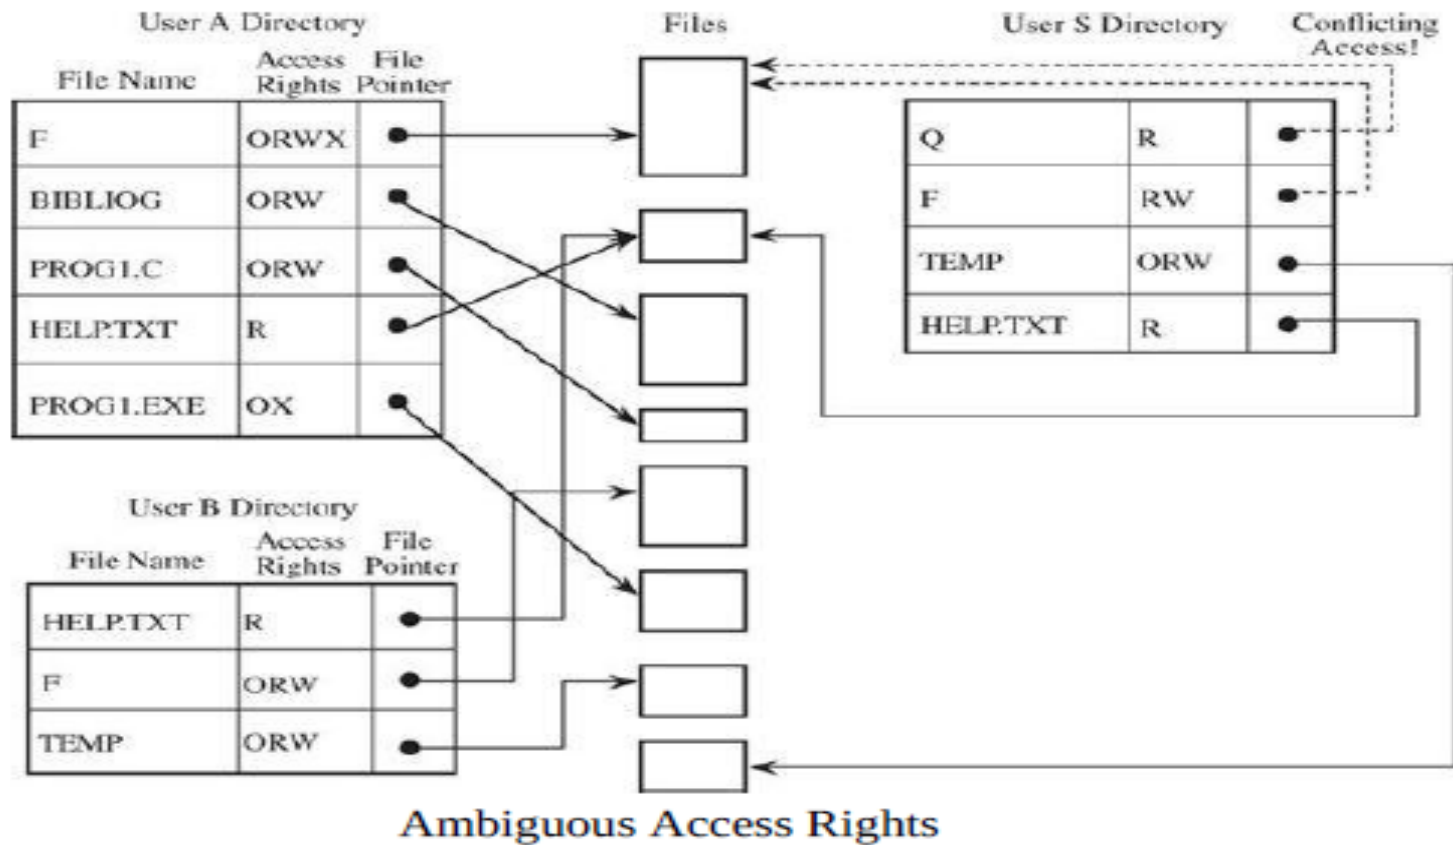 User A Directory
File Name Access Rights File Pointer
F ORWX
BIBLIOG ORW
PROG1.C ORW
HELP.TXT R
PROG1.EXE OX
User B Directory
File Name Access Rights File Pointer
HELP.TXT R
F ORW
TEMP ORW
Files
User S Directory
Conflicting
Access!
Q R
F RW
TEMP ORW
HELP.TXT R
Ambiguous Access Rights